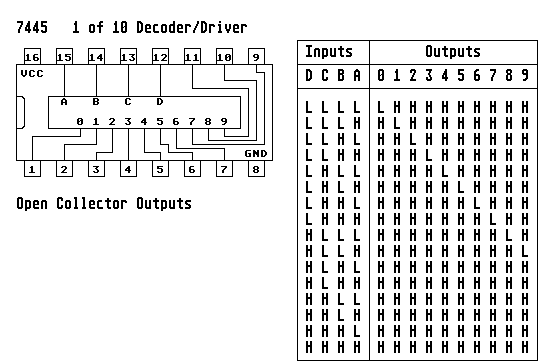 7445 1 of 10 Decoder/Driver
16 15 14 13 12 11 10 9
VCC
A B C D
0 1 2 3 4 5 6 7 8 9
GND
1 2 3 4 5 6 7 8
Open Collector Outputs
Inputs Outputs
D C B A 0 1 2 3 4 5 6 7 8 9
L L L L L H H H H H H H H H
L L L H H L H H H H H H H H
L L H L H H L H H H H H H H
L L H H H H H L H H H H H H
L H L L H H H H L H H H H H
L H L H H H H H H L H H H H
L H H L H H H H H H L H H H
L H H H H H H H H H H L H H
H L L L H H H H H H H H L H
H L L H H H H H H H H H H L
H L H L H H H H H H H H H H
H L H H H H H H H H H H H H
H H L L H H H H H H H H H H
H H L H H H H H H H H H H H
H H H L H H H H H H H H H H
H H H H H H H H H H H H H H